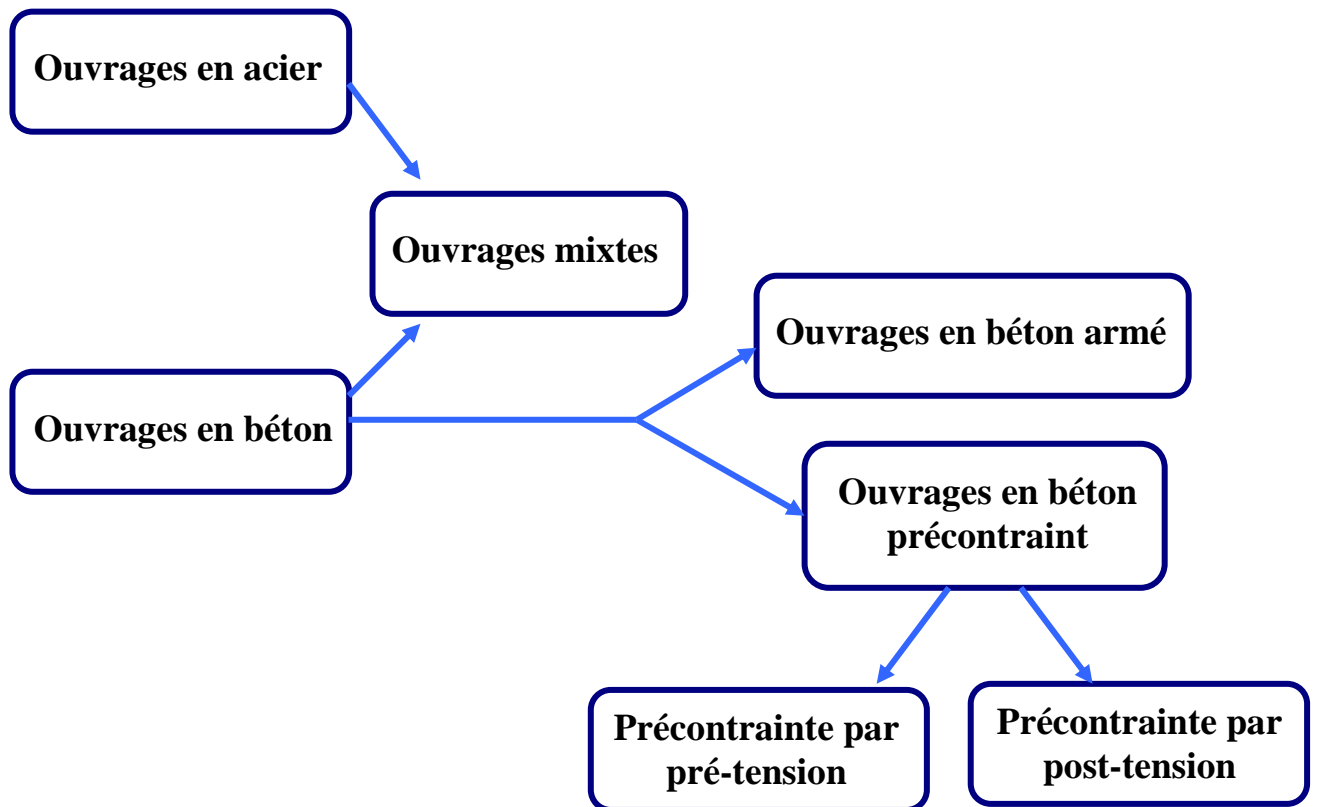 Ouvrages en acier
Ouvrages mixtes
Ouvrages en béton armé
Ouvrages en béton
Ouvrages en béton
précontraint
Précontrainte par
pré-tension
Précontrainte par
post-tension